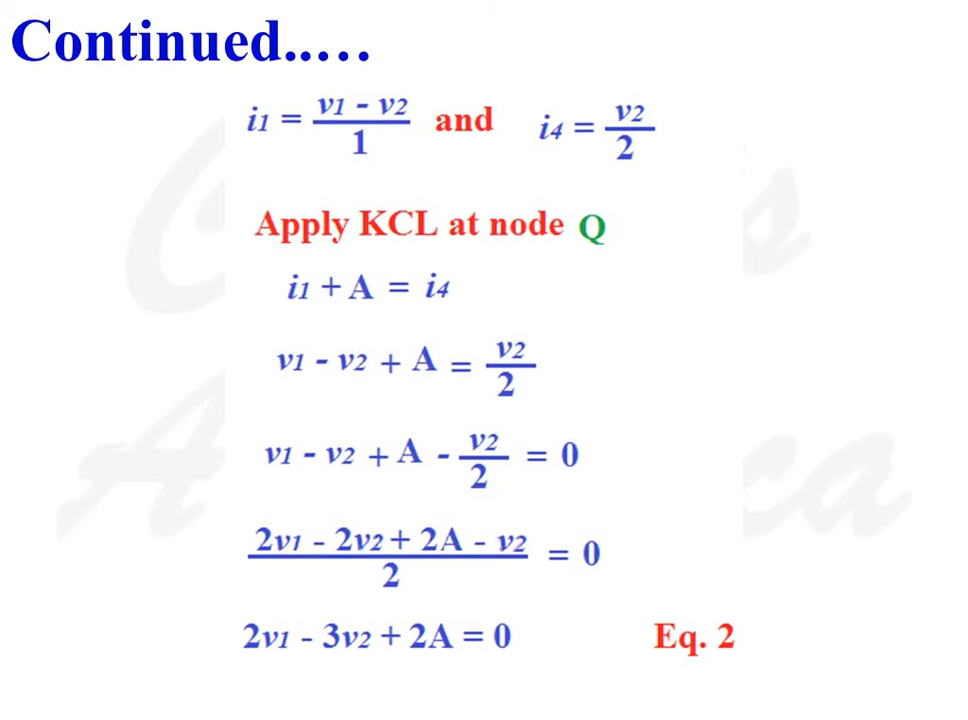 Continued..…
i1 = v1 - v2 / 1 and i4 = v2 / 2
Apply KCL at node Q
i1 + A = i4
v1 - v2 + A = v2 / 2
v1 - v2 + A - v2 / 2 = 0
2v1 - 2v2 + 2A - v2 / 2 = 0
2v1 - 3v2 + 2A = 0 Eq. 2